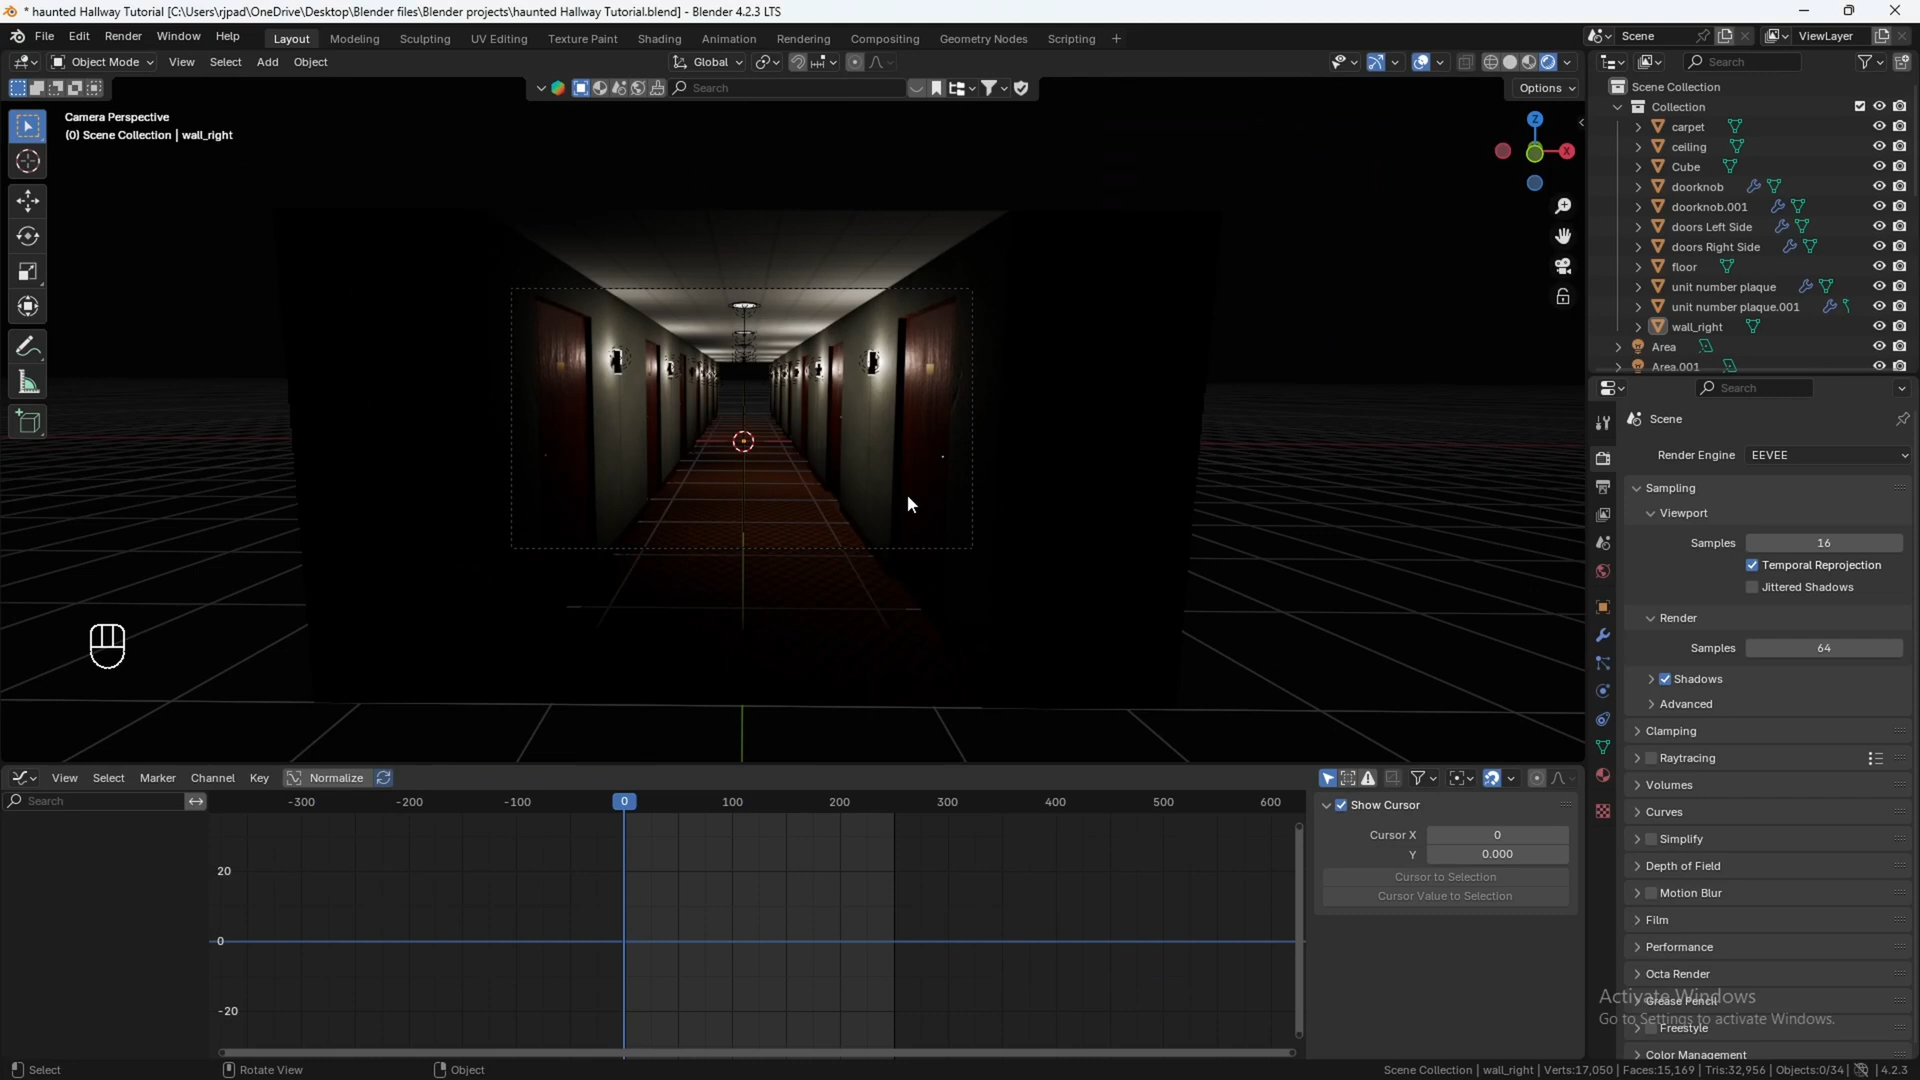 * haunted Hallway Tutorial [C:\Users\rjpad\OneDrive\Desktop\Blender files\Blender projects\haunted Hallway Tutorial.blend] - Blender 4.2.3 LTS
File Edit Render Window Help Layout Modeling Sculpting UV Editing Texture Paint Shading Animation Rendering Compositing Geometry Nodes Scripting + Scene ViewLayer
Object Mode View Select Add Object Global Search
Search Options
Camera Perspective
(0) Scene Collection | wall_right
Z
X
Scene Collection
Collection
carpet
ceiling
Cube
doorknob
doorknob.001
doors Left Side
doors Right Side
floor
unit number plaque
unit number plaque.001
wall_right
Area
Area.001
Search
Scene
Render Engine EEVEE
Sampling
Viewport
Samples 16
Temporal Reprojection
Jittered Shadows
Render
Samples 64
Shadows
Advanced
Clamping
Raytracing
Volumes
Curves
Simplify
Depth of Field
Motion Blur
Film
Performance
Octa Render
Grease Pencil
Freestyle
Color Management
Activate Windows
Go to Settings to activate Windows.
View Select Marker Channel Key Normalize
Search
-300 -200 -100 0 100 200 300 400 500 600
20
0
-20
Show Cursor
Cursor X 0
Y 0.000
Cursor to Selection
Cursor Value to Selection
Select Rotate View Object Scene Collection | wall_right | Verts:17,050 | Faces:15,169 | Tris:32,956 | Objects:0/34 | 4.2.3